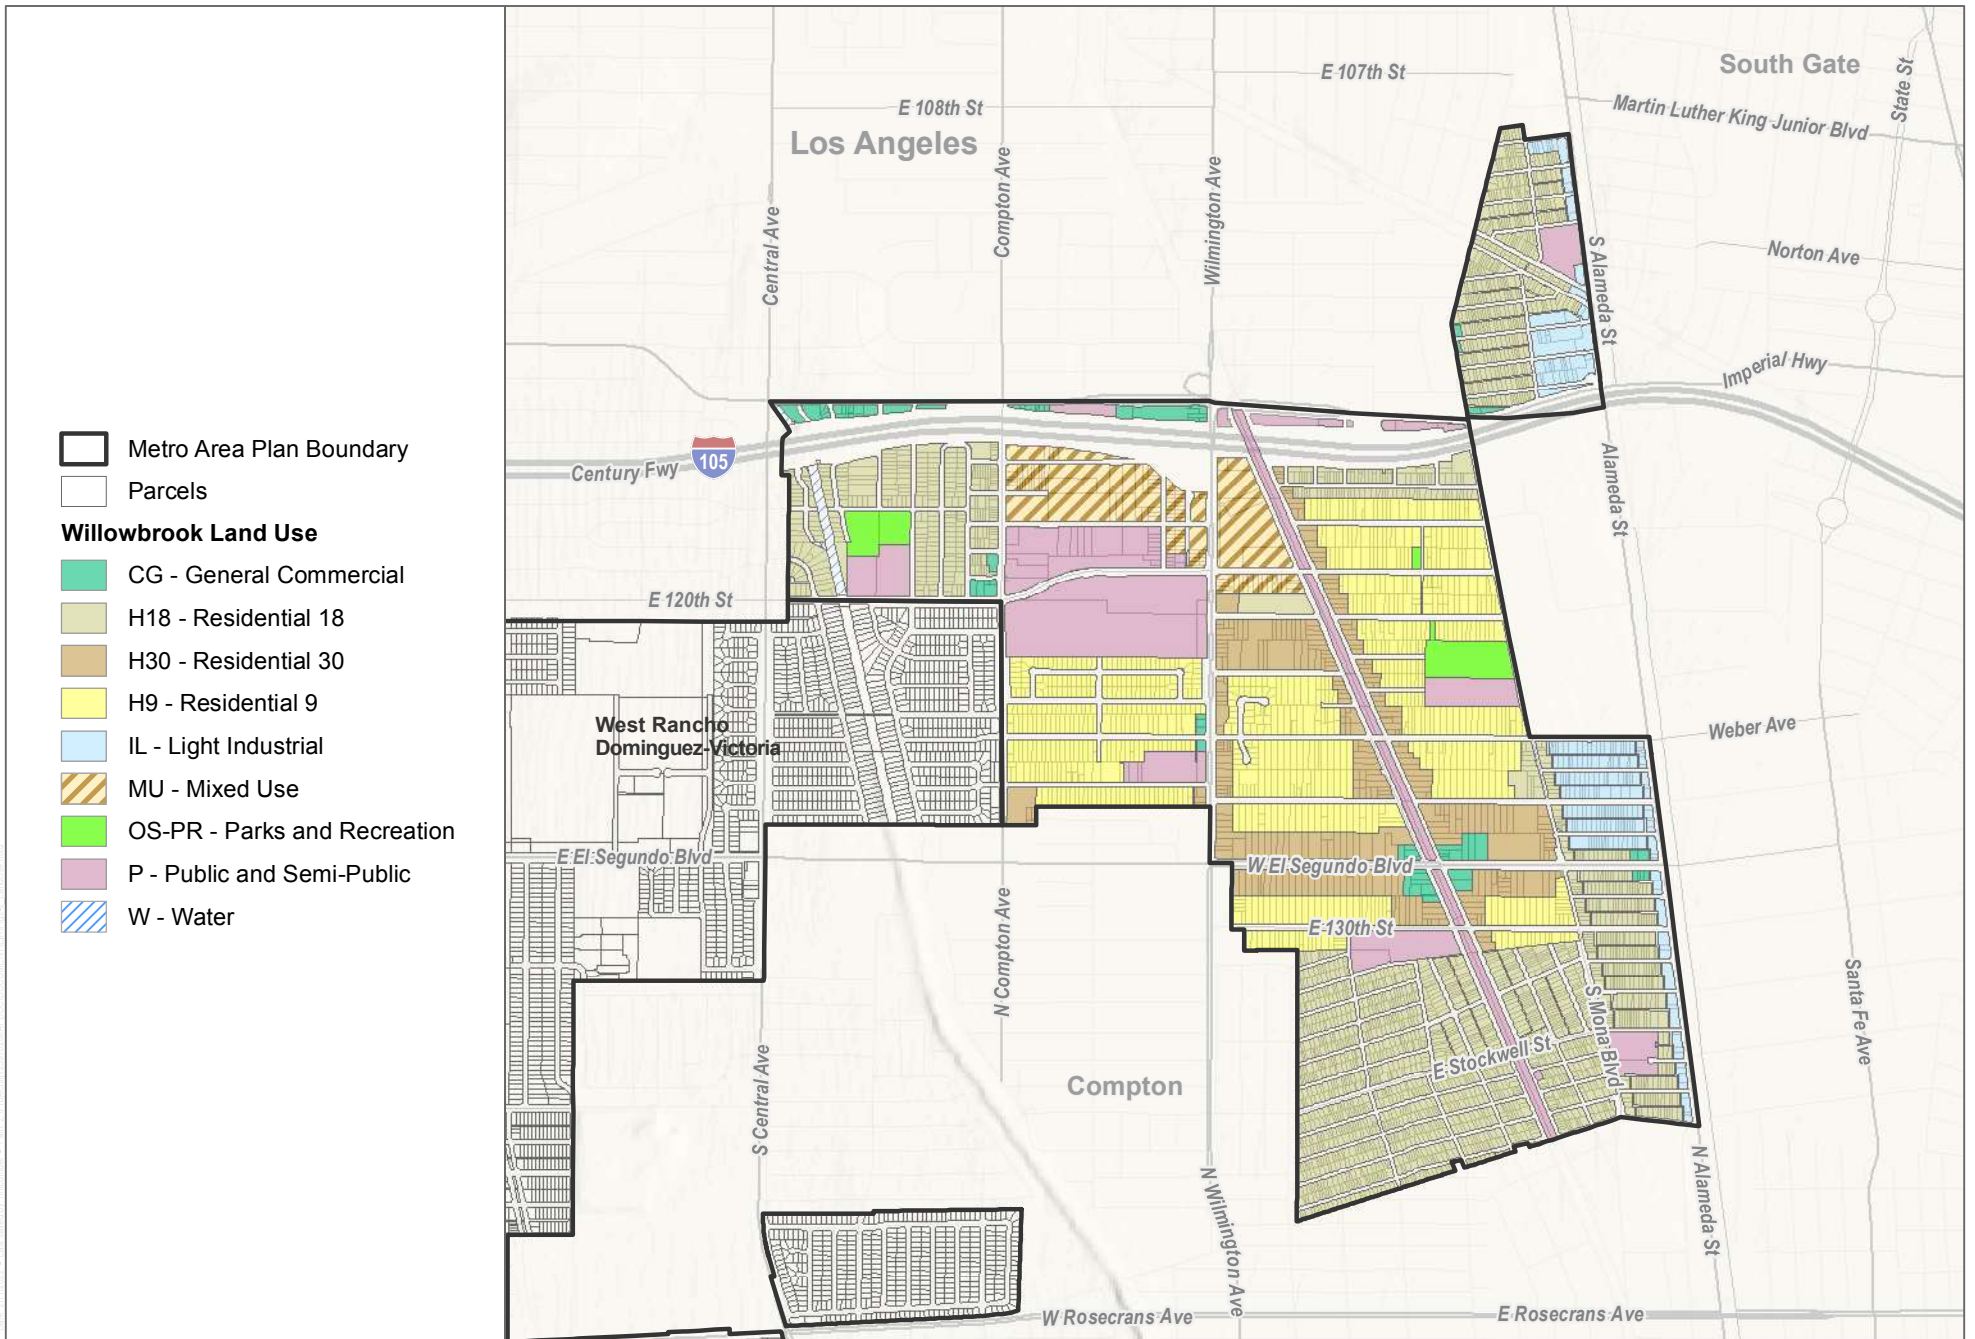 E 107th St
South Gate
State St
E 108th St
Martin Luther King Junior Blvd
Los Angeles
Central Ave
Compton Ave
Wilmington Ave
S Alameda St
Norton Ave
Imperial Hwy
Metro Area Plan Boundary
105
Century Fwy
Alameda St
Parcels
Willowbrook Land Use
CG - General Commercial
H18 - Residential 18
E 120th St
H30 - Residential 30
H9 - Residential 9
West Rancho
Dominguez-Victoria
Weber Ave
IL - Light Industrial
MU - Mixed Use
OS-PR - Parks and Recreation
E El Segundo Blvd
W El Segundo Blvd
P - Public and Semi-Public
W - Water
E 130th St
N Compton Ave
S Mona Blvd
Santa Fe Ave
E Stockwell St
Compton
S Central Ave
N Wilmington Ave
N Alameda St
W Rosecrans Ave
E Rosecrans Ave